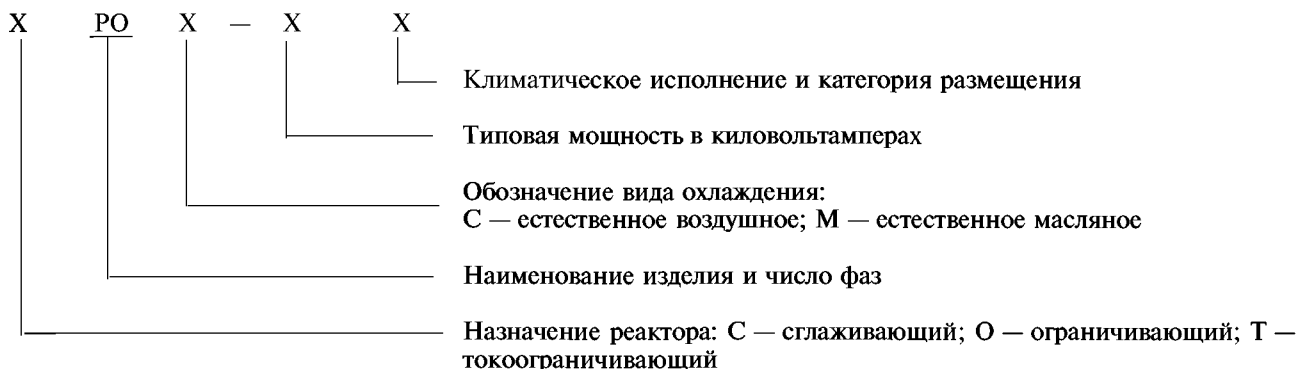 X PO X — X X
Климатическое исполнение и категория размещения
Типовая мощность в киловольтамперах
Обозначение вида охлаждения:
С — естественное воздушное; М — естественное масляное
Наименование изделия и число фаз
Назначение реактора: С — сглаживающий; О — ограничивающий; Т —
токоограничивающий